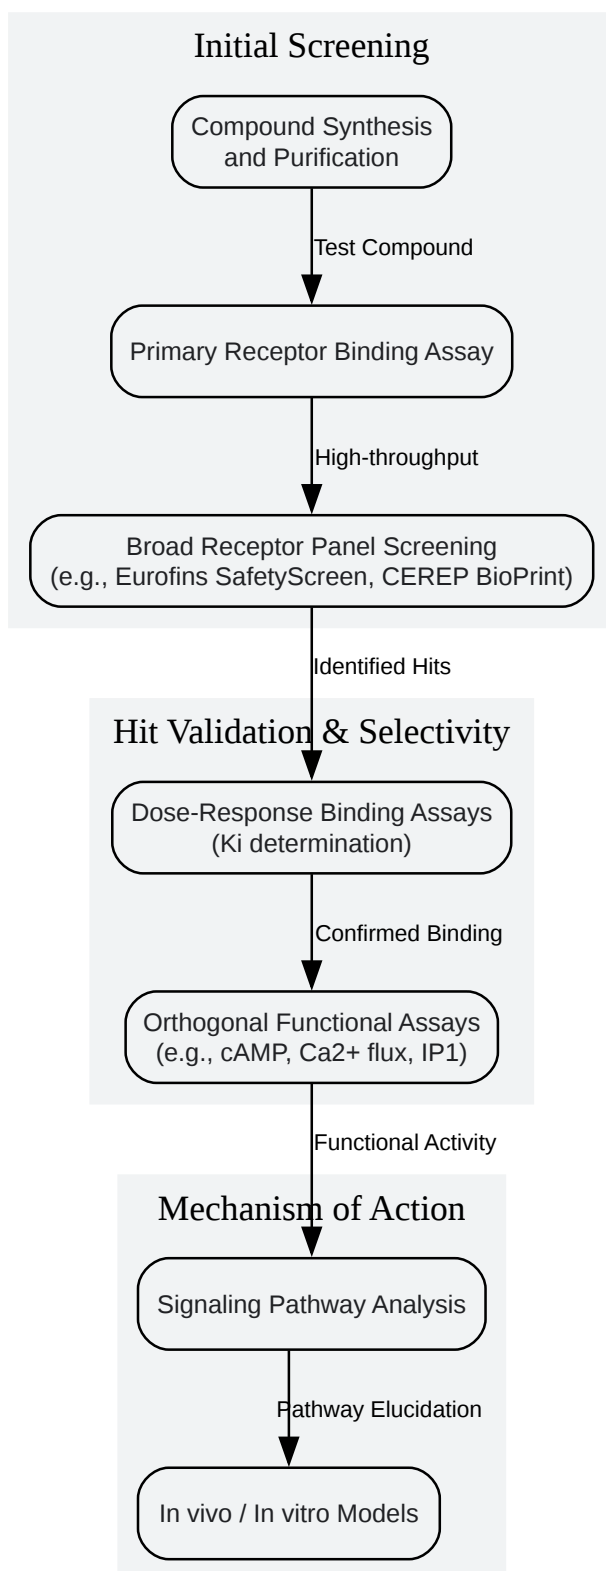 Initial Screening
Compound Synthesis
and Purification
Test Compound
Primary Receptor Binding Assay
High-throughput
Broad Receptor Panel Screening
(e.g., Eurofins SafetyScreen, CEREP BioPrint)
Identified Hits
Hit Validation & Selectivity
Dose-Response Binding Assays
(Ki determination)
Confirmed Binding
Orthogonal Functional Assays
(e.g., cAMP, Ca2+ flux, IP1)
Functional Activity
Mechanism of Action
Signaling Pathway Analysis
Pathway Elucidation
In vivo / In vitro Models